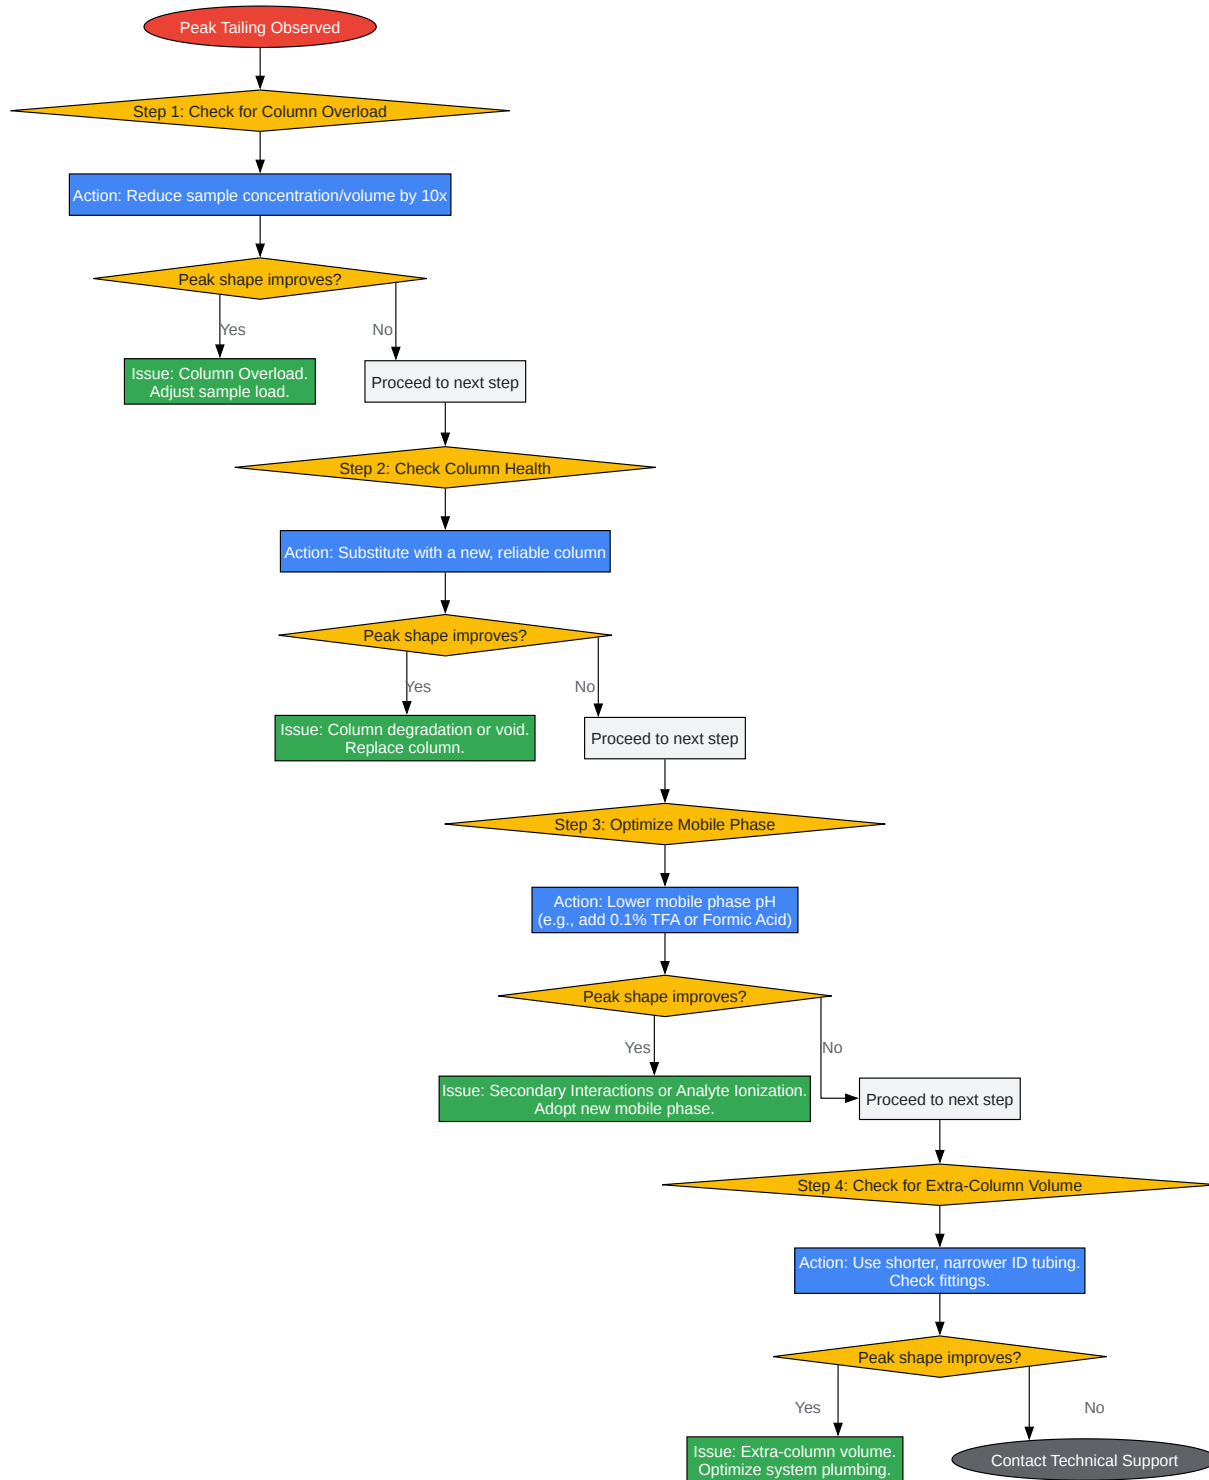 Peak Tailing Observed
Step 1: Check for Column Overload
Action: Reduce sample concentration/volume by 10x
Peak shape improves?
Yes
No
Issue: Column Overload.
Adjust sample load.
Proceed to next step
Step 2: Check Column Health
Action: Substitute with a new, reliable column
Peak shape improves?
Yes
No
Issue: Column degradation or void.
Replace column.
Proceed to next step
Step 3: Optimize Mobile Phase
Action: Lower mobile phase pH
(e.g., add 0.1% TFA or Formic Acid)
Peak shape improves?
Yes
No
Issue: Secondary Interactions or Analyte Ionization.
Adopt new mobile phase.
Proceed to next step
Step 4: Check for Extra-Column Volume
Action: Use shorter, narrower ID tubing.
Check fittings.
Peak shape improves?
Yes
No
Issue: Extra-column volume.
Optimize system plumbing.
Contact Technical Support